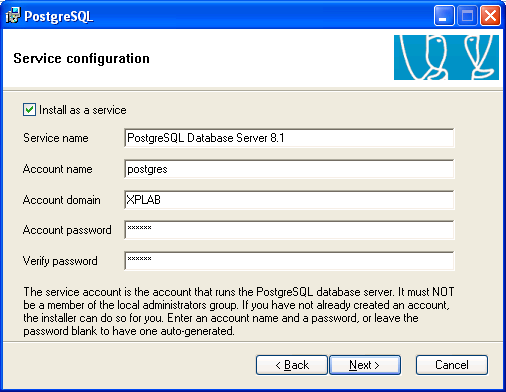 PostgreSQL
Service configuration
Install as a service
Service name PostgreSQL Database Server 8.1
Account name postgres
Account domain XPLAB
Account password ******
Verify password ******
The service account is the account that runs the PostgreSQL database server. It must NOT
be a member of the local administrators group. If you have not already created an account,
the installer can do so for you. Enter an account name and a password, or leave the
password blank to have one auto-generated.
< Back Next > Cancel